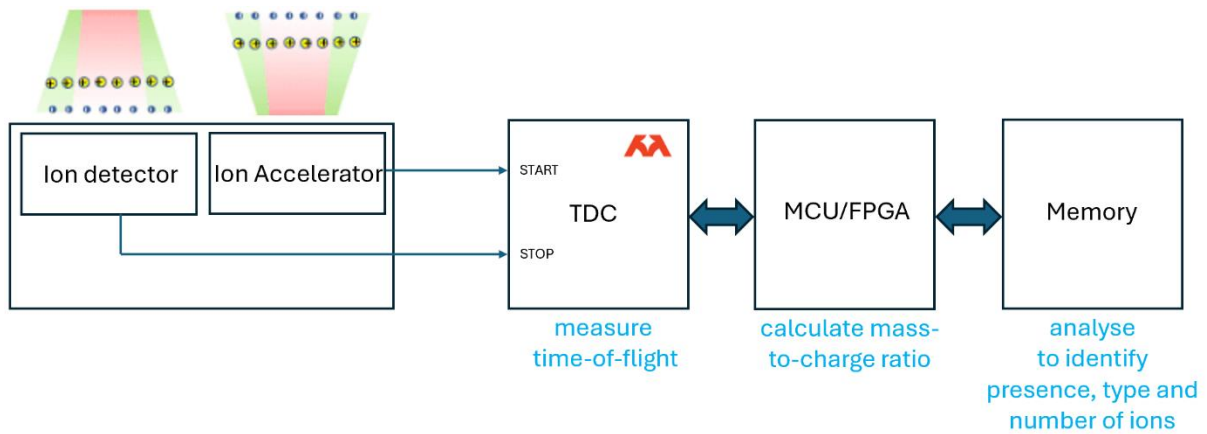 Ion detector
Ion Accelerator
START
STOP
TDC
MCU/FPGA
Memory
measure
time-of-flight
calculate mass-
to-charge ratio
analyse
to identify
presence, type and
number of ions